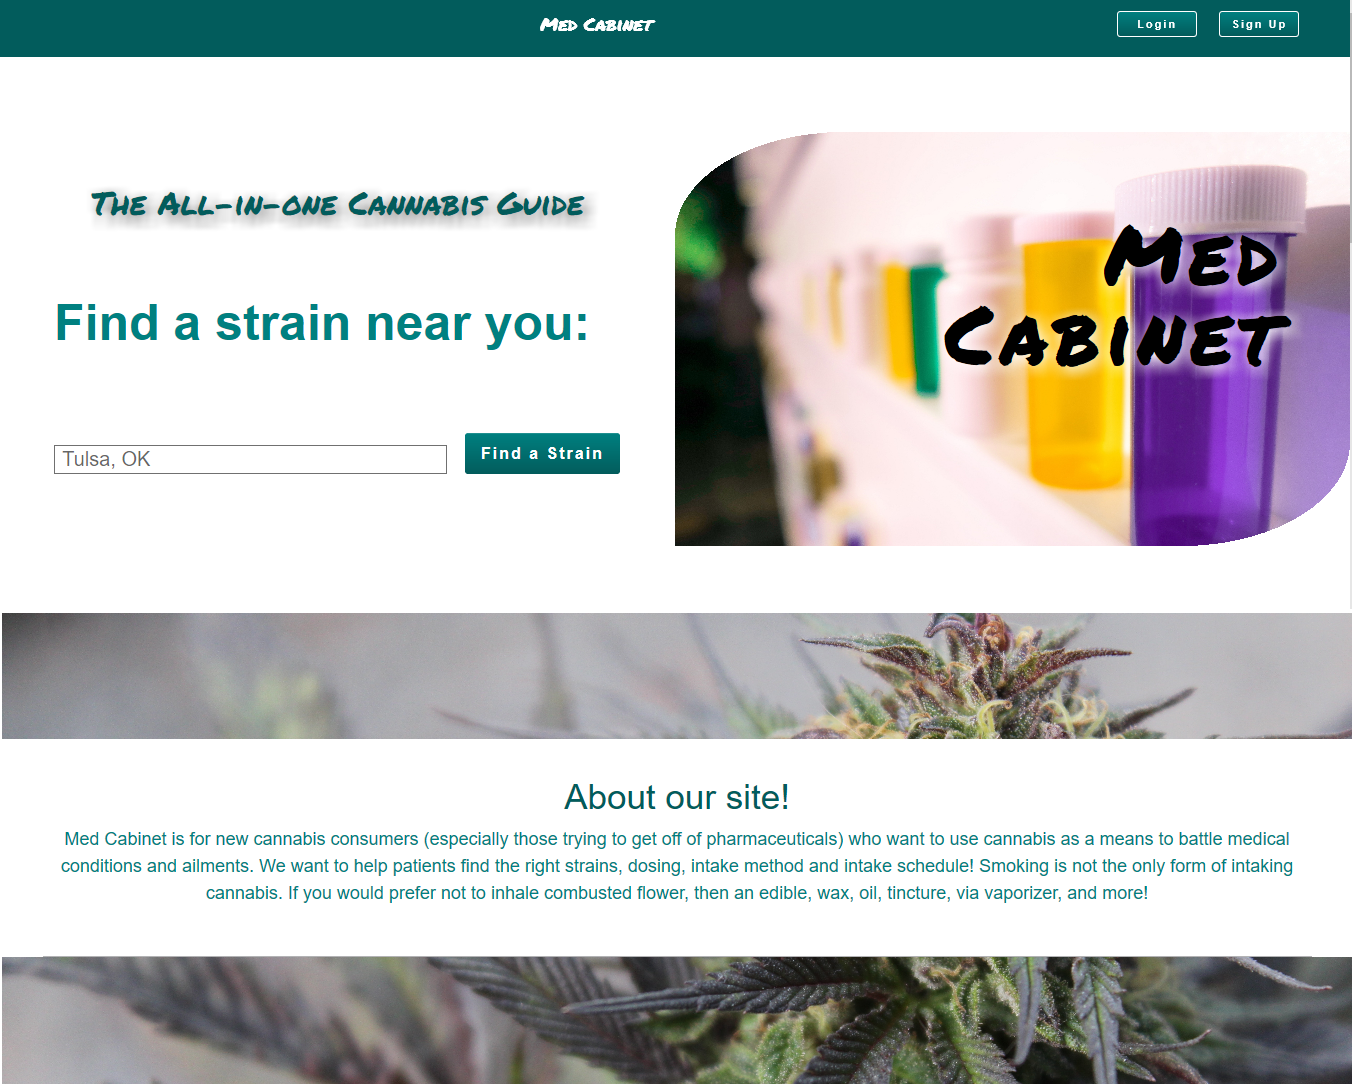 Med Cabinet
Login
Sign Up
The All-in-one Cannabis Guide
Find a strain near you:
Tulsa, OK
Find a Strain
Med
Cabinet
About our site!
Med Cabinet is for new cannabis consumers (especially those trying to get off of pharmaceuticals) who want to use cannabis as a means to battle medical
conditions and ailments. We want to help patients find the right strains, dosing, intake method and intake schedule! Smoking is not the only form of intaking
cannabis. If you would prefer not to inhale combusted flower, then an edible, wax, oil, tincture, via vaporizer, and more!